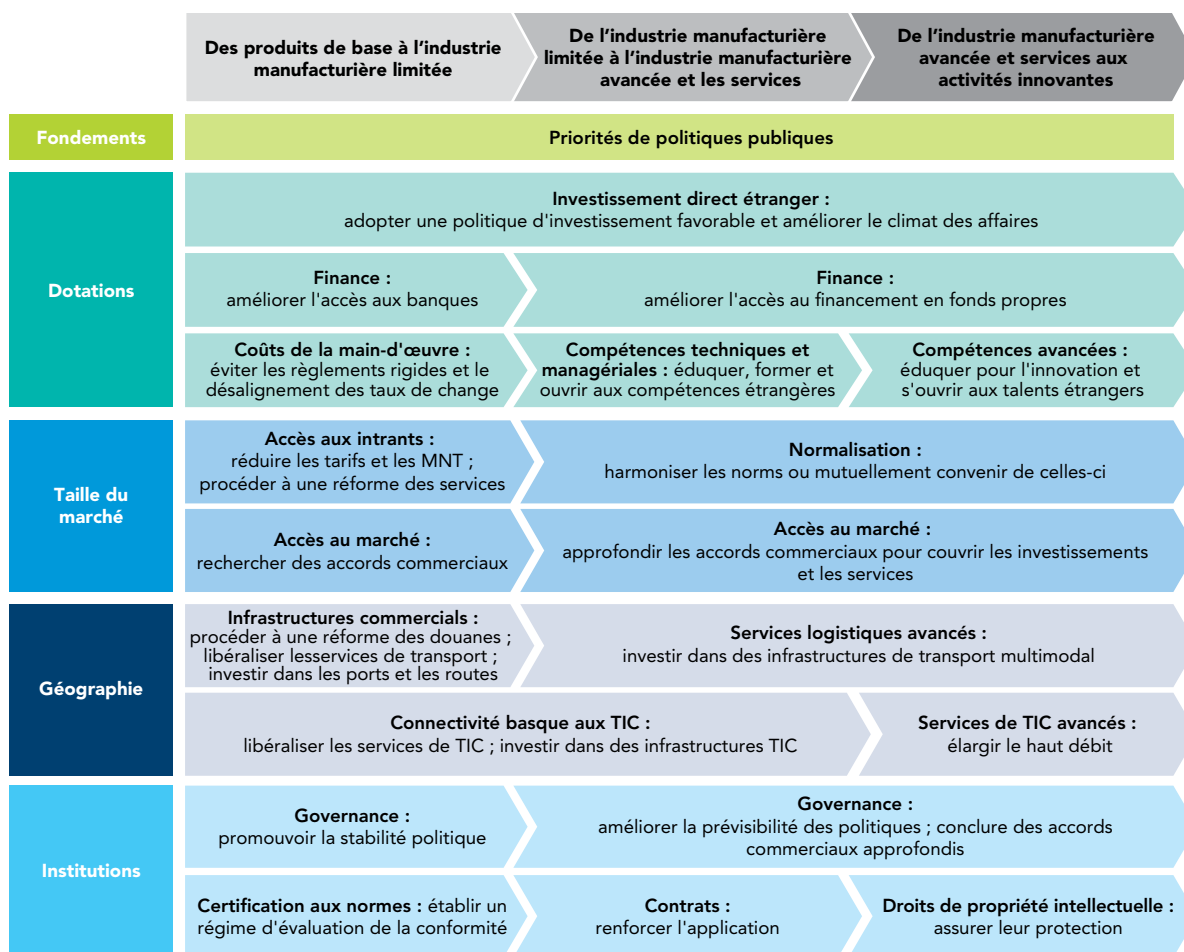 Des produits de base à l'industrie
manufacturière limitée
De l'industrie manufacturière
limitée à l'industrie manufacturière
avancée et les services
De l'industrie manufacturière
avancée et services aux
activités innovantes
Fondements
Priorités de politiques publiques
Dotations
Investissement direct étranger :
adopter une politique d'investissement favorable et améliorer le climat des affaires
Finance :
améliorer l'accès aux banques
Finance :
améliorer l'accès au financement en fonds propres
Coûts de la main-d'œuvre :
éviter les règlements rigides et le
désalignement des taux de change
Compétences techniques et
managériales : éduquer, former et
ouvrir aux compétences étrangères
Compétences avancées :
éduquer pour l'innovation et
s'ouvrir aux talents étrangers
Taille du
marché
Accès aux intrants :
réduire les tarifs et les MNT ;
procéder à une réforme des services
Normalisation :
harmoniser les norms ou mutuellement convenir de celles-ci
Accès au marché :
rechercher des accords commerciaux
Accès au marché :
approfondir les accords commerciaux pour couvrir les investissements
et les services
Géographie
Infrastructures commercials :
procéder à une réforme des douanes ;
libéraliser lesservices de transport ;
investir dans les ports et les routes
Services logistiques avancés :
investir dans des infrastructures de transport multimodal
Connectivité basque aux TIC :
libéraliser les services de TIC ; investir dans des infrastructures TIC
Services de TIC avancés :
élargir le haut débit
Institutions
Governance :
promouvoir la stabilité politique
Governance :
améliorer la prévisibilité des politiques ; conclure des accords
commerciaux approfondis
Certification aux normes : établir un
régime d'évaluation de la conformité
Contrats :
renforcer l'application
Droits de propriété intellectuelle :
assurer leur protection